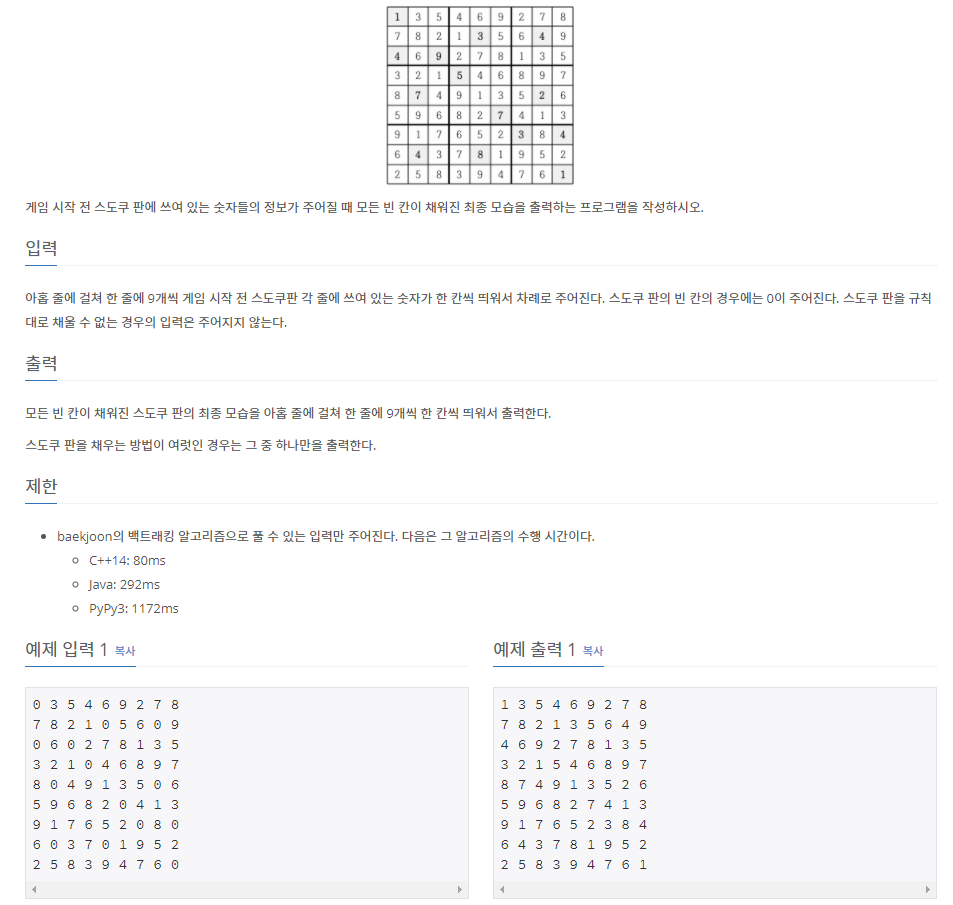 1 3 5 4 6 9 2 7 8
7 8 2 1 3 5 6 4 9
4 6 9 2 7 8 1 3 5
3 2 1 5 4 6 8 9 7
8 7 4 9 1 3 5 2 6
5 9 6 8 2 7 4 1 3
9 1 7 6 5 2 3 8 4
6 4 3 7 8 1 9 5 2
2 5 8 3 9 4 7 6 1
게임 시작 전 스도쿠 판에 쓰여 있는 숫자들의 정보가 주어질 때 모든 빈 칸이 채워진 최종 모습을 출력하는 프로그램을 작성하시오.
입력
아홉 줄에 걸쳐 한 줄에 9개씩 게임 시작 전 스도쿠판 각 줄에 쓰여 있는 숫자가 한 칸씩 띄워서 차례로 주어진다. 스도쿠 판의 빈 칸의 경우에는 0이 주어진다. 스도쿠 판을 규칙
대로 채울 수 없는 경우의 입력은 주어지지 않는다.
출력
모든 빈 칸이 채워진 스도쿠 판의 최종 모습을 아홉 줄에 걸쳐 한 줄에 9개씩 한 칸씩 띄워서 출력한다.
스도쿠 판을 채우는 방법이 여럿인 경우는 그 중 하나만을 출력한다.
제한
baekjoon의 백트래킹 알고리즘으로 풀 수 있는 입력만 주어진다. 다음은 그 알고리즘의 수행 시간이다.
C++14: 80ms
Java: 292ms
PyPy3: 1172ms
예제 입력 1 복사
0 3 5 4 6 9 2 7 8
7 8 2 1 0 5 6 0 9
0 6 0 2 7 8 1 3 5
3 2 1 0 4 6 8 9 7
8 0 4 9 1 3 5 0 6
5 9 6 8 2 0 4 1 3
9 1 7 6 5 2 0 8 0
6 0 3 7 0 1 9 5 2
2 5 8 3 9 4 7 6 0
예제 출력 1 복사
1 3 5 4 6 9 2 7 8
7 8 2 1 3 5 6 4 9
4 6 9 2 7 8 1 3 5
3 2 1 5 4 6 8 9 7
8 7 4 9 1 3 5 2 6
5 9 6 8 2 7 4 1 3
9 1 7 6 5 2 3 8 4
6 4 3 7 8 1 9 5 2
2 5 8 3 9 4 7 6 1